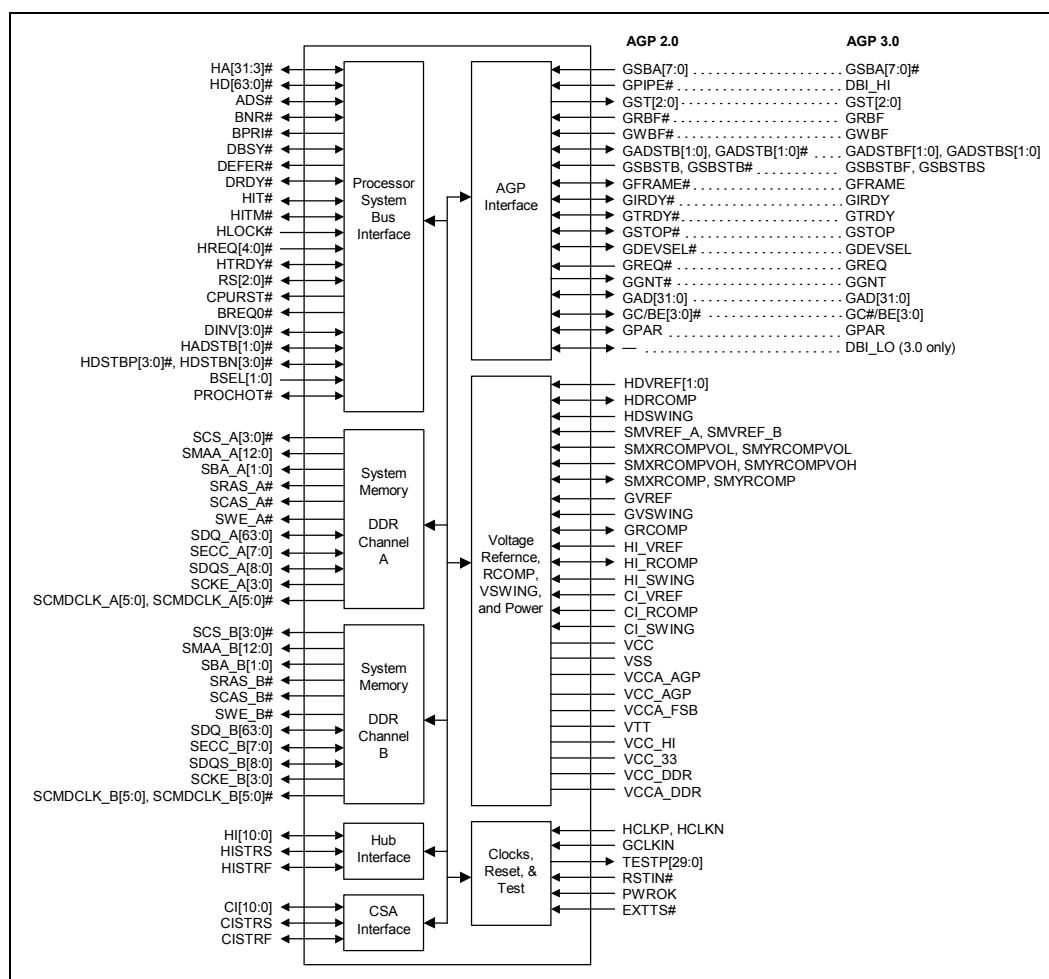 AGP 2.0 AGP 3.0
HA[31:3]#
HD[63:0]#
ADS#
BNR#
BPRI#
DBSY#
DEFER#
DRDY#
HIT#
HITM#
HLOCK#
HREQ[4:0]#
HTRDY#
RS[2:0]#
CPURST#
BREQ0#
DINV[3:0]#
HADSTB[1:0]#
HDSTBP[3:0]#, HDSTBN[3:0]#
BSEL[1:0]
PROCHOT#
Processor
System
Bus
Interface
SCS_A[3:0]#
SMAA_A[12:0]
SBA_A[1:0]
SRAS_A#
SCAS_A#
SWE_A#
SDQ_A[63:0]
SECC_A[7:0]
SDQS_A[8:0]
SCKE_A[3:0]
SCMDCLK_A[5:0], SCMDCLK_A[5:0]#
System
Memory
DDR
Channel
A
SCS_B[3:0]#
SMAA_B[12:0]
SBA_B[1:0]
SRAS_B#
SCAS_B#
SWE_B#
SDQ_B[63:0]
SECC_B[7:0]
SDQS_B[8:0]
SCKE_B[3:0]
SCMDCLK_B[5:0], SCMDCLK_B[5:0]#
System
Memory
DDR
Channel
B
HI[10:0]
HISTRS
HISTRF
Hub
Interface
CI[10:0]
CISTRS
CISTRF
CSA
Interface
AGP
Interface
GSBA[7:0] . . . . . . . . . . . . . . . . GSBA[7:0]#
GPIPE# . . . . . . . . . . . . . . . . DBI_HI
GST[2:0] . . . . . . . . . . . . . . . . GST[2:0]
GRBF# . . . . . . . . . . . . . . . . GRBF
GWBF# . . . . . . . . . . . . . . . . GWBF
GADSTB[1:0], GADSTB[1:0]# . . . GADSTBF[1:0], GADSTBS[1:0]
GSBSTB, GSBSTB# . . . . . . . . . . GSBSTBF, GSBSTBS
GFRAME# . . . . . . . . . . . . . . . . GFRAME
GIRDY# . . . . . . . . . . . . . . . . GIRDY
GTRDY# . . . . . . . . . . . . . . . . GTRDY
GSTOP# . . . . . . . . . . . . . . . . GSTOP
GDEVSEL# . . . . . . . . . . . . . . . . GDEVSEL
GREQ# . . . . . . . . . . . . . . . . GREQ
GGNT# . . . . . . . . . . . . . . . . GGNT
GAD[31:0] . . . . . . . . . . . . . . . . GAD[31:0]
GC/BE[3:0]# . . . . . . . . . . . . . . GC#/BE[3:0]
GPAR . . . . . . . . . . . . . . . . GPAR
— . . . . . . . . . . . . . . . . DBI_LO (3.0 only)
Voltage
Refernce,
RCOMP,
VSWING,
and Power
HDVREF[1:0]
HDRCOMP
HDSWING
SMVREF_A, SMVREF_B
SMXRCOMPVOL, SMYRCOMPVOL
SMXRCOMPVOH, SMYRCOMPVOH
SMXRCOMP, SMYRCOMP
GVREF
GVSWING
GRCOMP
HI_VREF
HI_RCOMP
HI_SWING
CI_VREF
CI_RCOMP
CI_SWING
VCC
VSS
VCCA_AGP
VCC_AGP
VCCA_FSB
VTT
VCC_HI
VCC_33
VCC_DDR
VCCA_DDR
Clocks,
Reset, &
Test
HCLKP, HCLKN
GCLKIN
TESTP[29:0]
RSTIN#
PWROK
EXTTS#